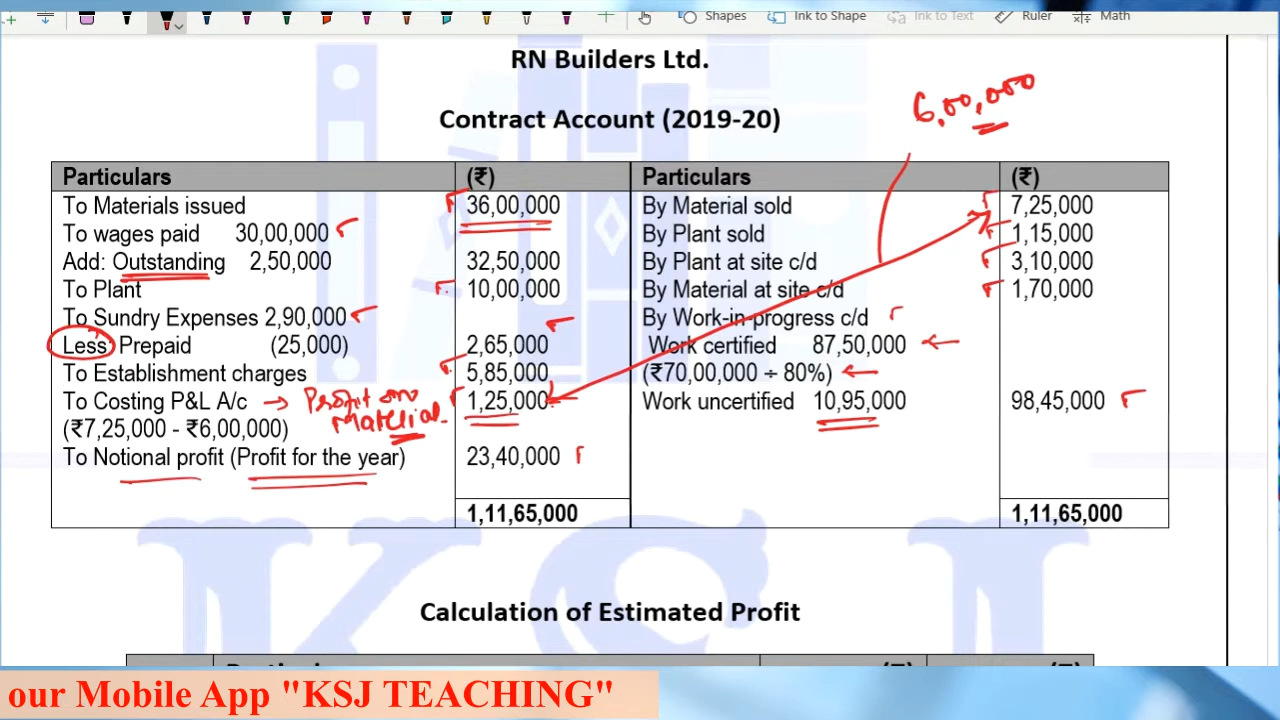 Shapes Ink to Shape Ink to Text Ruler Math
RN Builders Ltd.
6,00,000
Contract Account (2019-20)
Particulars (₹) Particulars (₹)
To Materials issued 36,00,000 By Material sold 7,25,000
To wages paid 30,00,000 By Plant sold 1,15,000
Add: Outstanding 2,50,000 32,50,000 By Plant at site c/d 3,10,000
To Plant 10,00,000 By Material at site c/d 1,70,000
To Sundry Expenses 2,90,000 By Work-in-progress c/d
Less: Prepaid (25,000) 2,65,000 Work certified 87,50,000
To Establishment charges 5,85,000 (₹70,00,000 ÷ 80%)
To Costing P&L A/c → Profit on 1,25,000 Work uncertified 10,95,000 98,45,000
material.
(₹7,25,000 - ₹6,00,000)
To Notional profit (Profit for the year) 23,40,000
1,11,65,000 1,11,65,000
KSJ
Calculation of Estimated Profit
our Mobile App "KSJ TEACHING"